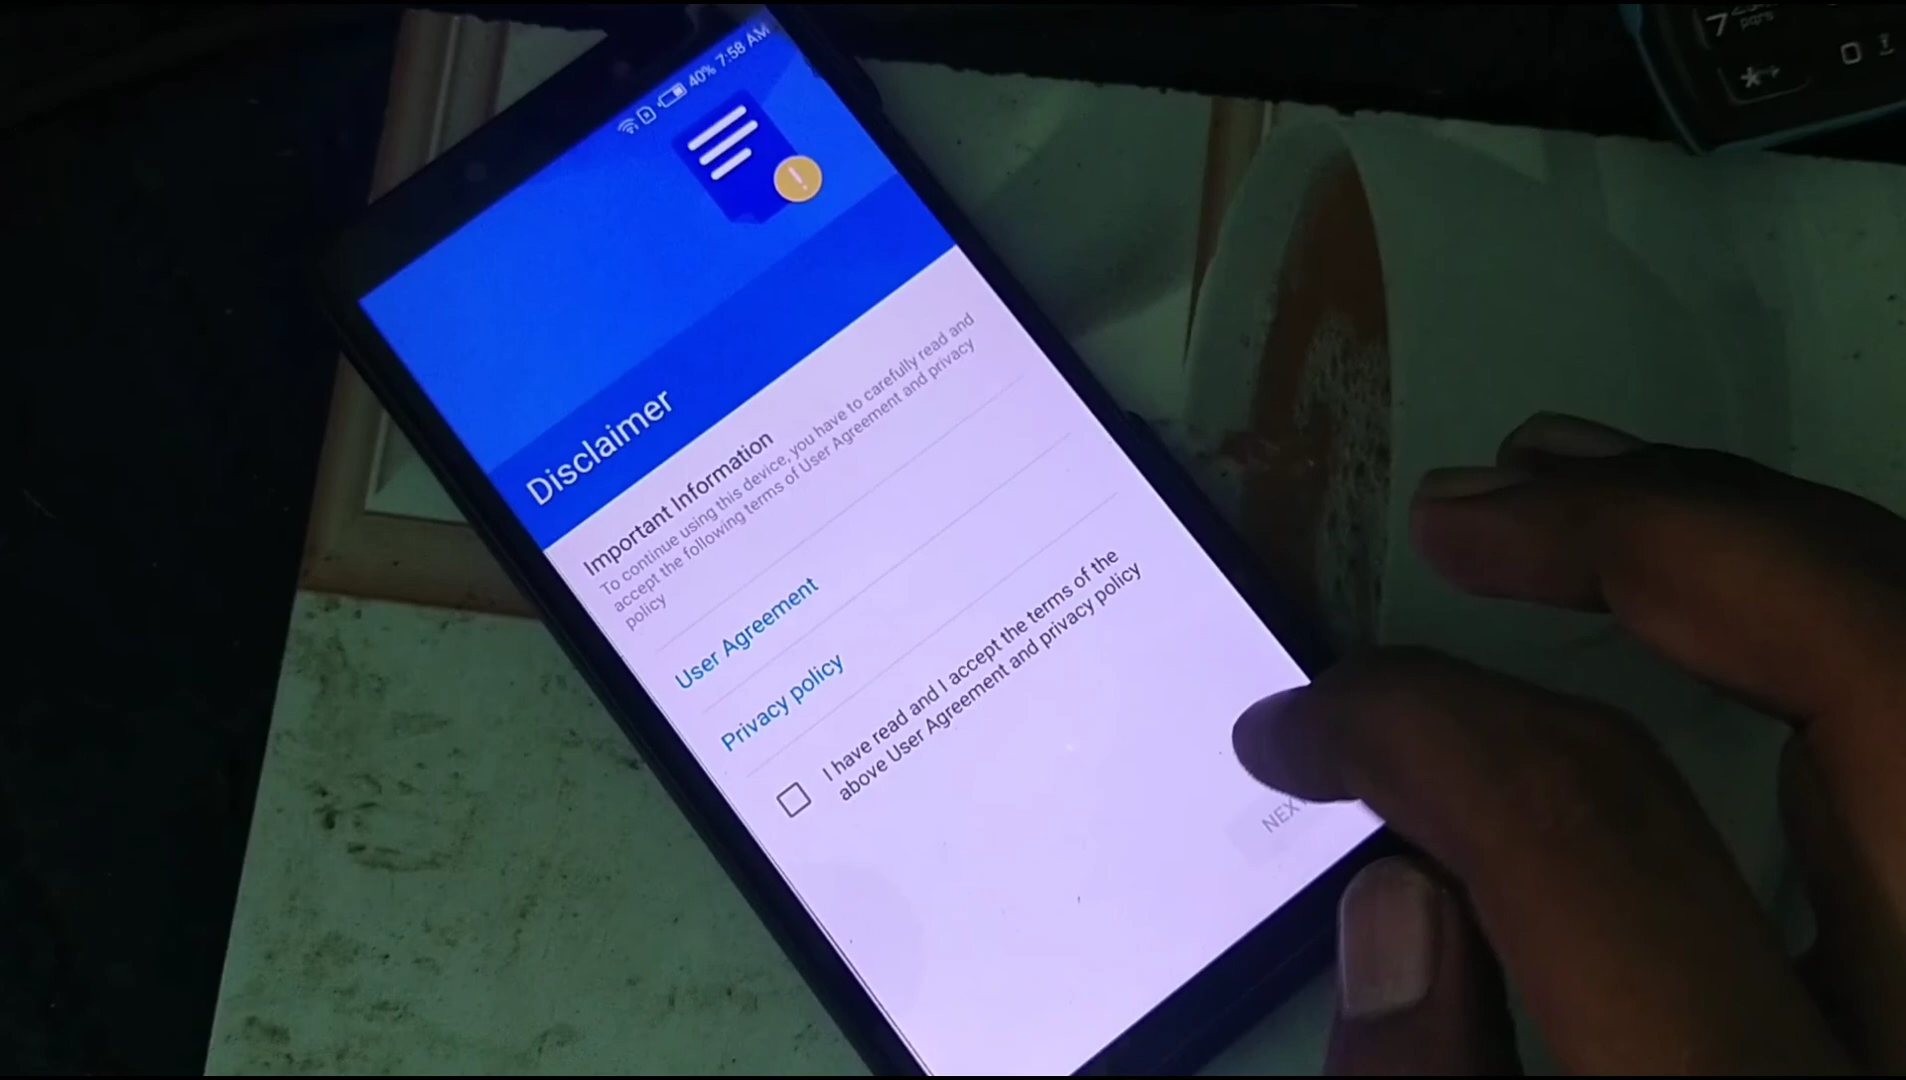 40% 7:58 AM
Disclaimer
Important Information
To continue using this device, you have to carefully read and
accept the following terms of User Agreement and privacy
policy
User Agreement
Privacy policy
I have read and I accept the terms of the
above User Agreement and privacy policy
7 pqrs
*